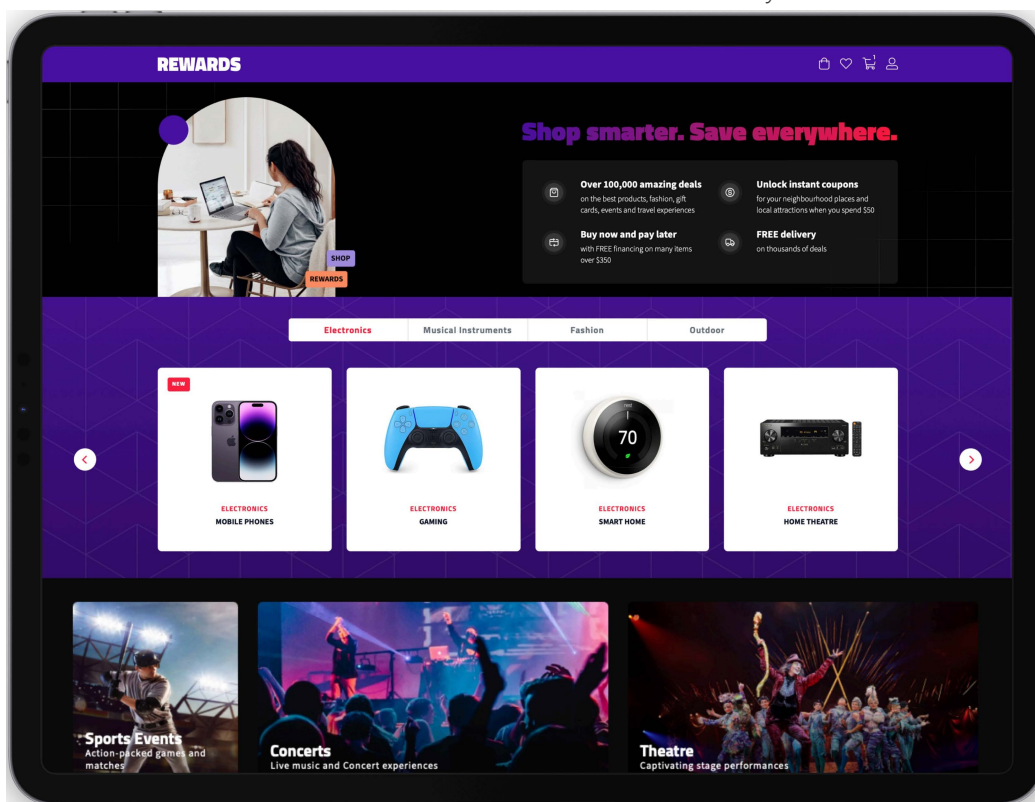 REWARDS
1
Shop smarter. Save everywhere.
Over 100,000 amazing deals
on the best products, fashion, gift
cards, events and travel experiences
Unlock instant coupons
for your neighbourhood places and
local attractions when you spend $50
Buy now and pay later
with FREE financing on many items
over $350
FREE delivery
on thousands of deals
SHOP
REWARDS
Electronics
Musical Instruments
Fashion
Outdoor
NEW
ELECTRONICS
MOBILE PHONES
ELECTRONICS
GAMING
70
ELECTRONICS
SMART HOME
ELECTRONICS
HOME THEATRE
Sports Events
Action-packed games and
matches
Concerts
Live music and Concert experiences
Theatre
Captivating stage performances